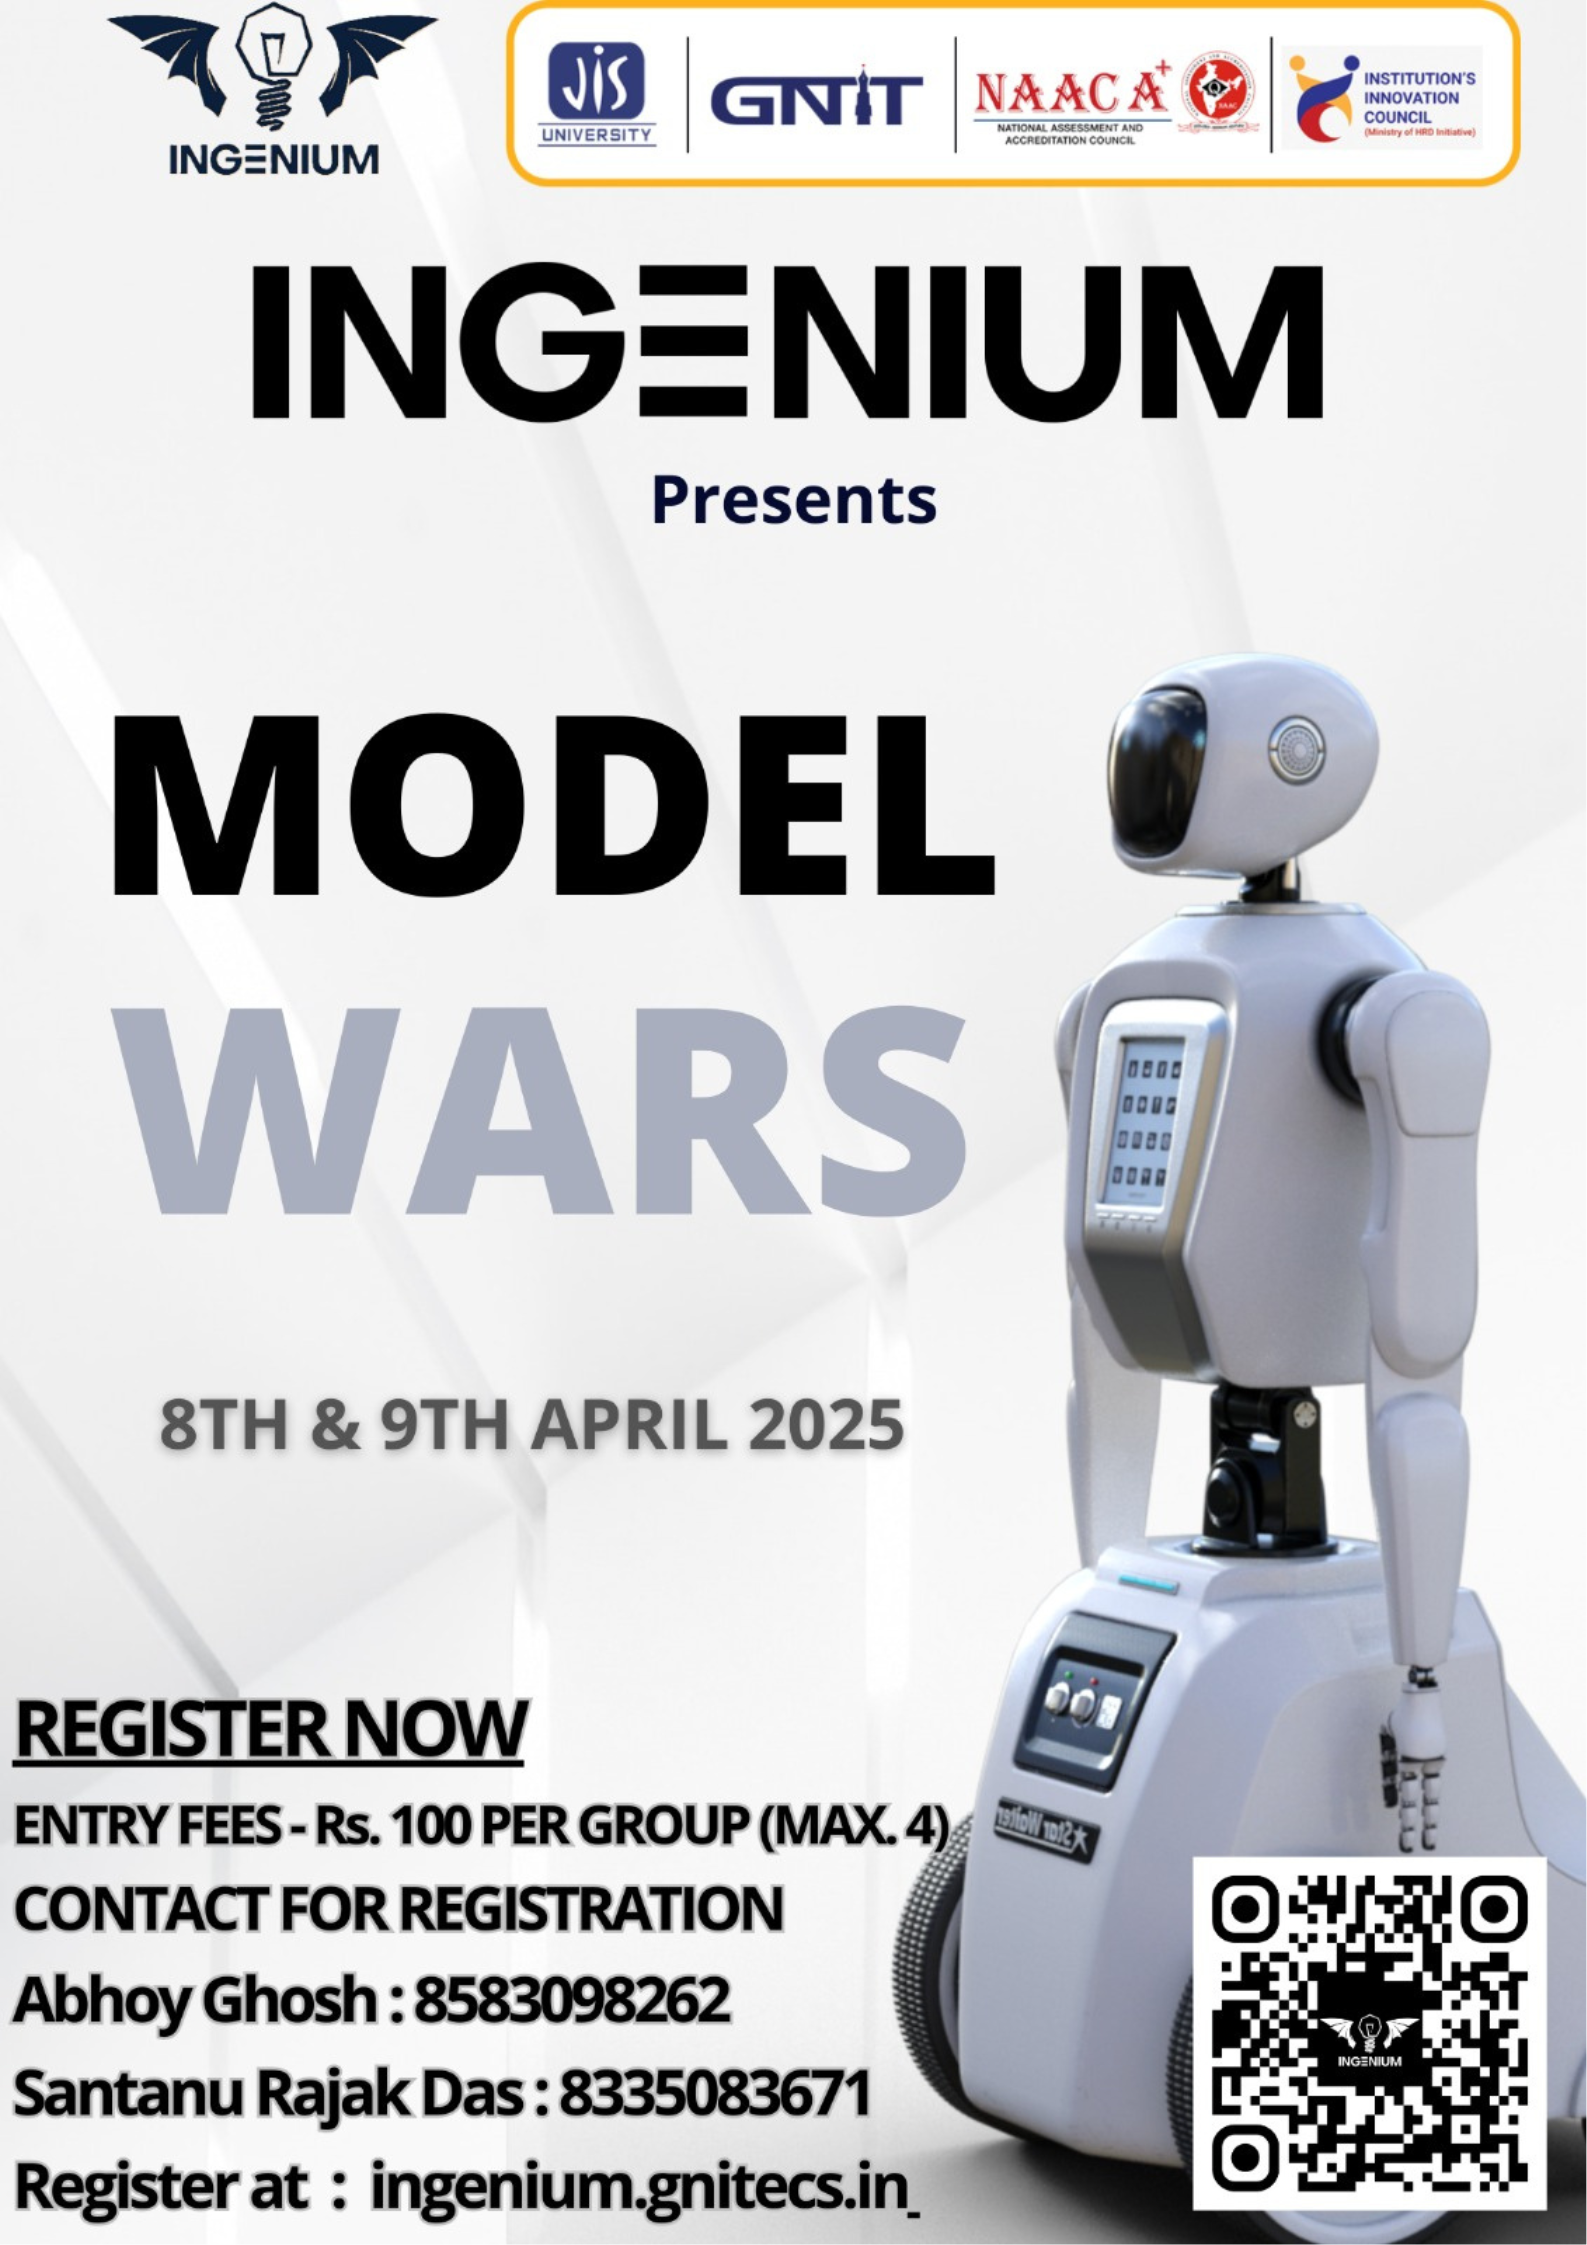 INGENIUM
JIS
UNIVERSITY
GNIT
NAAC A+
NATIONAL ASSESSMENT AND
ACCREDITATION COUNCIL
INSTITUTION'S
INNOVATION
COUNCIL
(Ministry of HRD Initiative)
INGENIUM
Presents
MODEL
WARS
8TH & 9TH APRIL 2025
REGISTER NOW
ENTRY FEES - Rs. 100 PER GROUP (MAX. 4)
CONTACT FOR REGISTRATION
Abhoy Ghosh : 8583098262
Santanu Rajak Das : 8335083671
Register at : ingenium.gnitecs.in
Star Walter
INGENIUM